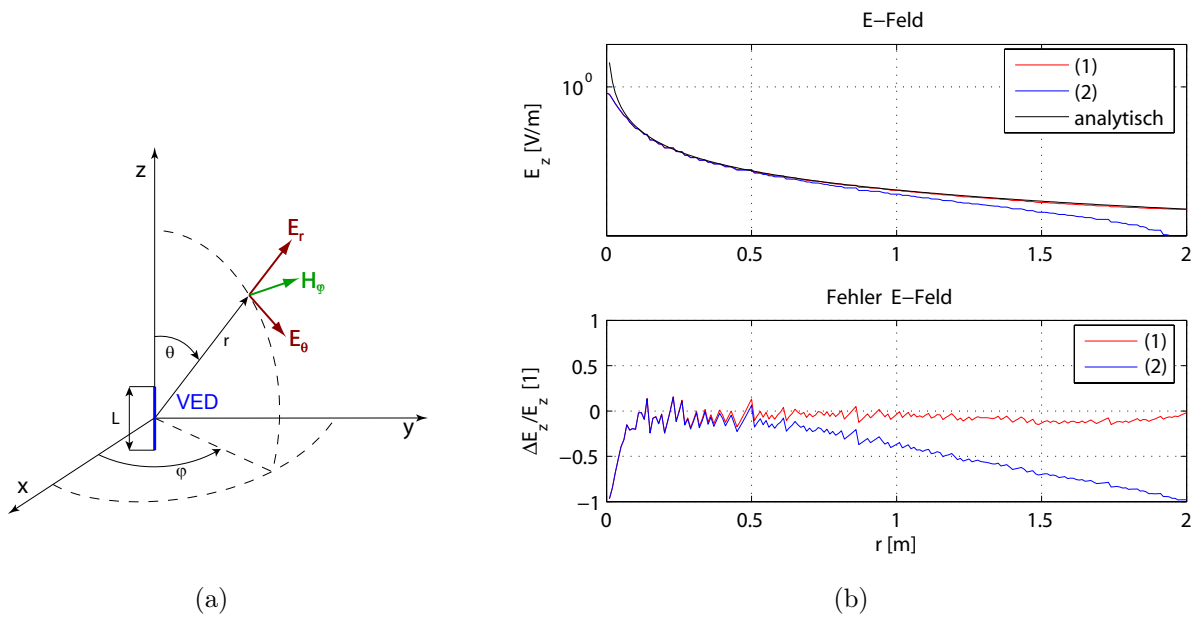 z
E_r
H_φ
E_θ
θ
r
L
VED
y
φ
x
(a)
E−Feld
E_z [V/m]
10^0
(1)
(2)
analytisch
0
0.5
1
1.5
2
Fehler E−Feld
ΔE_z/E_z [1]
1
0.5
0
−0.5
−1
(1)
(2)
0
0.5
1
1.5
2
r [m]
(b)